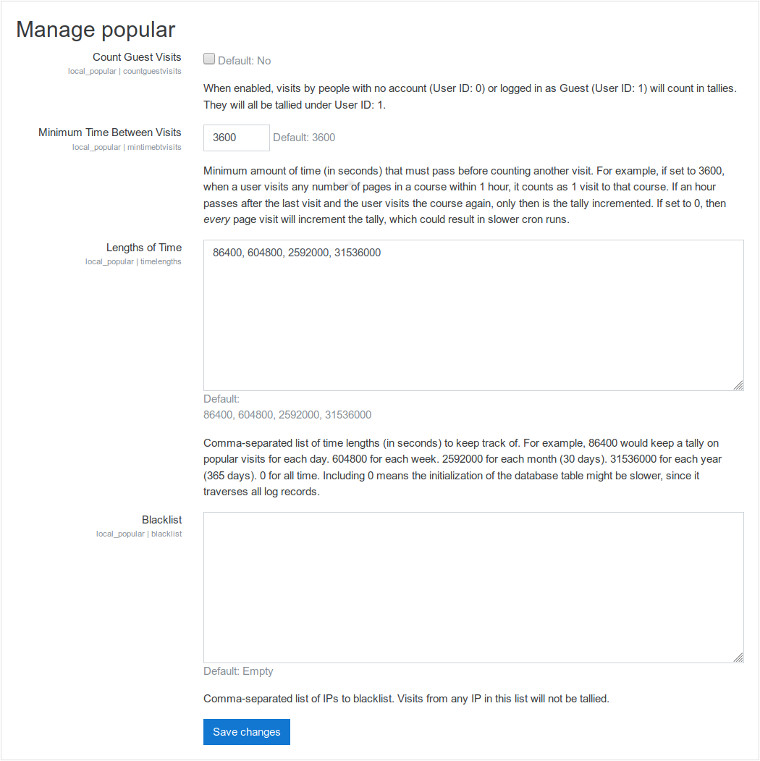 Manage popular
Count Guest Visits
local_popular | countguestvisits
Default: No
When enabled, visits by people with no account (User ID: 0) or logged in as Guest (User ID: 1) will count in tallies.
They will all be tallied under User ID: 1.
Minimum Time Between Visits
local_popular | mintimebtvisits
3600
Default: 3600
Minimum amount of time (in seconds) that must pass before counting another visit. For example, if set to 3600,
when a user visits any number of pages in a course within 1 hour, it counts as 1 visit to that course. If an hour
passes after the last visit and the user visits the course again, only then is the tally incremented. If set to 0, then
every page visit will increment the tally, which could result in slower cron runs.
Lengths of Time
local_popular | timelengths
86400, 604800, 2592000, 31536000
Default:
86400, 604800, 2592000, 31536000
Comma-separated list of time lengths (in seconds) to keep track of. For example, 86400 would keep a tally on
popular visits for each day. 604800 for each week. 2592000 for each month (30 days). 31536000 for each year
(365 days). 0 for all time. Including 0 means the initialization of the database table might be slower, since it
traverses all log records.
Blacklist
local_popular | blacklist
Default: Empty
Comma-separated list of IPs to blacklist. Visits from any IP in this list will not be tallied.
Save changes